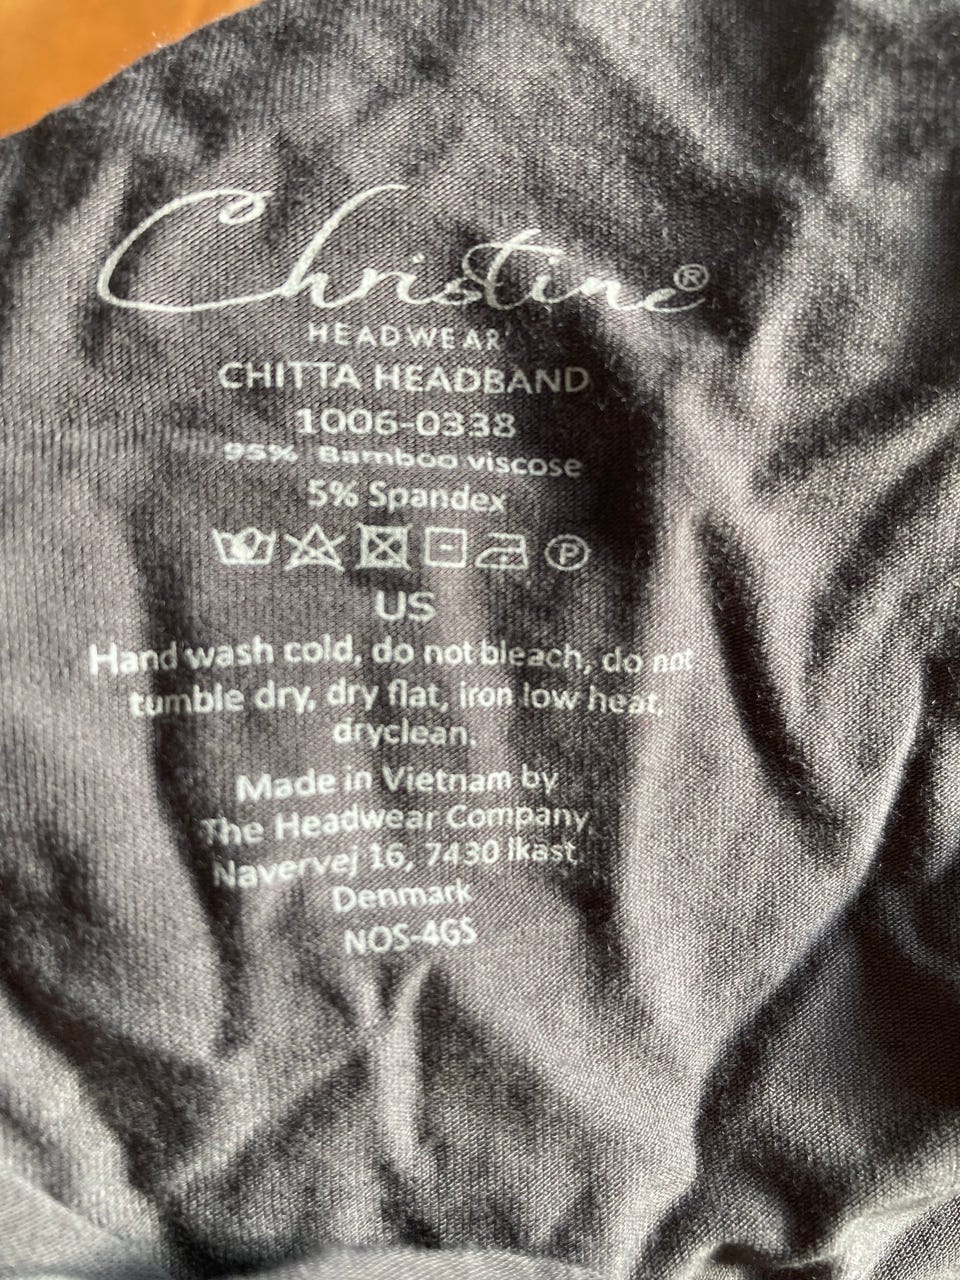 Christine®
HEADWEAR
CHITTA HEADBAND
1006-0338
95% Bamboo viscose
5% Spandex
P
US
Hand wash cold, do not bleach, do not
tumble dry, dry flat, iron low heat,
dryclean.
Made in Vietnam by
The Headwear Company,
Navervej 16, 7430 Ikast
Denmark
NOS-4GS